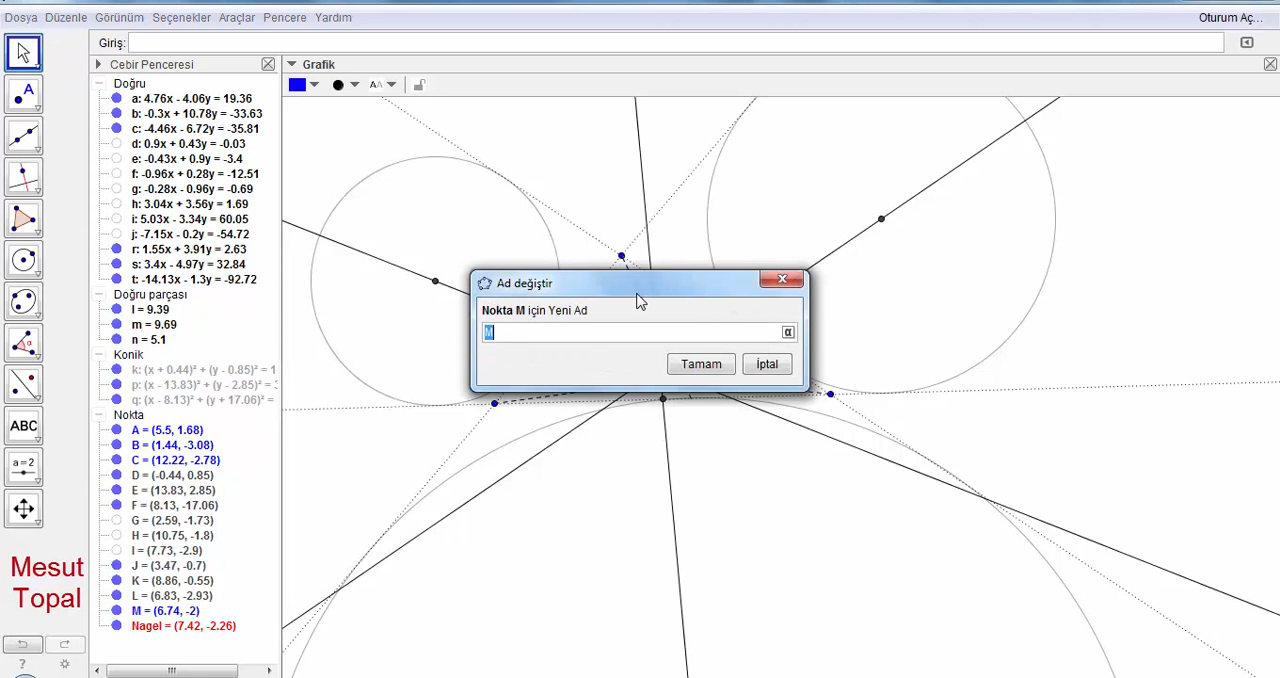 Dosya Düzenle Görünüm Seçenekler Araçlar Pencere Yardım Oturum Aç...
Giriş:
Cebir Penceresi
Grafik
Doğru
a: 4.76x - 4.06y = 19.36
b: -0.3x + 10.78y = -33.63
c: -4.46x - 6.72y = -35.81
d: 0.9x + 0.43y = -0.03
e: -0.43x + 0.9y = -3.4
f: -0.96x + 0.28y = -12.51
g: -0.28x - 0.96y = -0.69
h: 3.04x + 3.56y = 1.69
i: 5.03x - 3.34y = 60.05
j: -7.15x - 0.2y = -54.72
r: 1.55x + 3.91y = 2.63
s: 3.4x - 4.97y = 32.84
t: -14.13x - 1.3y = -92.72
Doğru parçası
l = 9.39
m = 9.69
n = 5.1
Konik
k: (x + 0.44)² + (y - 0.85)² = 1
p: (x - 13.83)² + (y - 2.85)² = 3
q: (x - 8.13)² + (y + 17.06)² =
Nokta
A = (5.5, 1.68)
B = (1.44, -3.08)
C = (12.22, -2.78)
D = (-0.44, 0.85)
E = (13.83, 2.85)
F = (8.13, -17.06)
G = (2.59, -1.73)
H = (10.75, -1.8)
I = (7.73, -2.9)
J = (3.47, -0.7)
K = (8.86, -0.55)
L = (6.83, -2.93)
M = (6.74, -2)
Nagel = (7.42, -2.26)
Ad değiştir
Nokta M için Yeni Ad
M
α
Tamam İptal
A
α
ABC
a=2
AA
Mesut
Topal
?